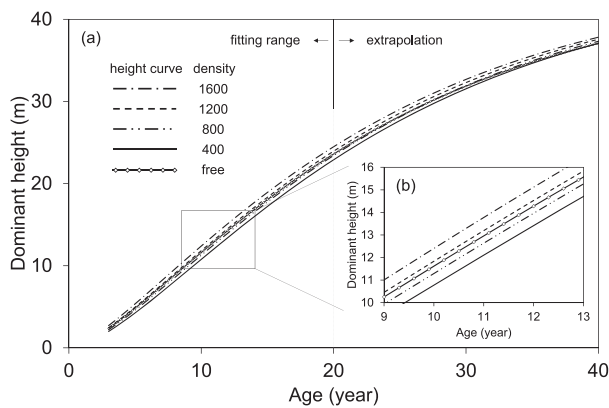 40
(a)
fitting range
extrapolation
height curve density
1600
1200
800
400
free
30
20
10
0
Dominant height (m)
0 10 20 30 40
Age (year)
(b)
16
15
14
13
12
11
10
Dominant height (m)
9 10 11 12 13
Age (year)